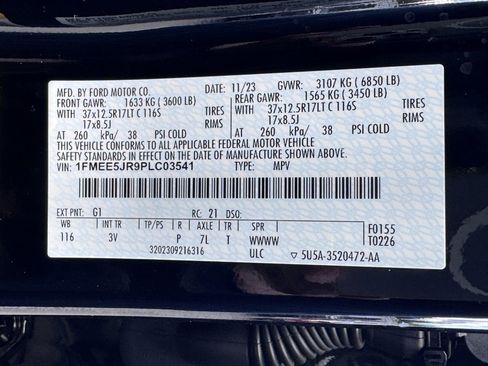 MFD. BY FORD MOTOR CO.
DATE: 11/23 GVWR: 3107 KG (6850 LB)
FRONT GAWR: 1633 KG (3600 LB)
REAR GAWR: 1565 KG (3450 LB)
WITH 37x12.5R17LT C 116S
17x8.5J
WITH 37x12.5R17LT C 116S
17x8.5J
AT 260 kPa/ 38 PSI COLD
AT 260 kPa/ 38 PSI COLD
THIS VEHICLE CONFORMS TO ALL APPLICABLE FEDERAL MOTOR VEHICLE SAFETY
STANDARDS IN EFFECT ON THE DATE OF MANUFACTURE SHOWN ABOVE.
VIN: 1FMEE5JR9PLC03541 TYPE: MPV
EXT PNT: G1 RC: 21 DSO:
WB INT TR TP/PS R AXLE TR SPR
116 3V P 7L T WWWW
3202309216316 ULC ▽ 5U5A-3520472-AA
F0155
T0226